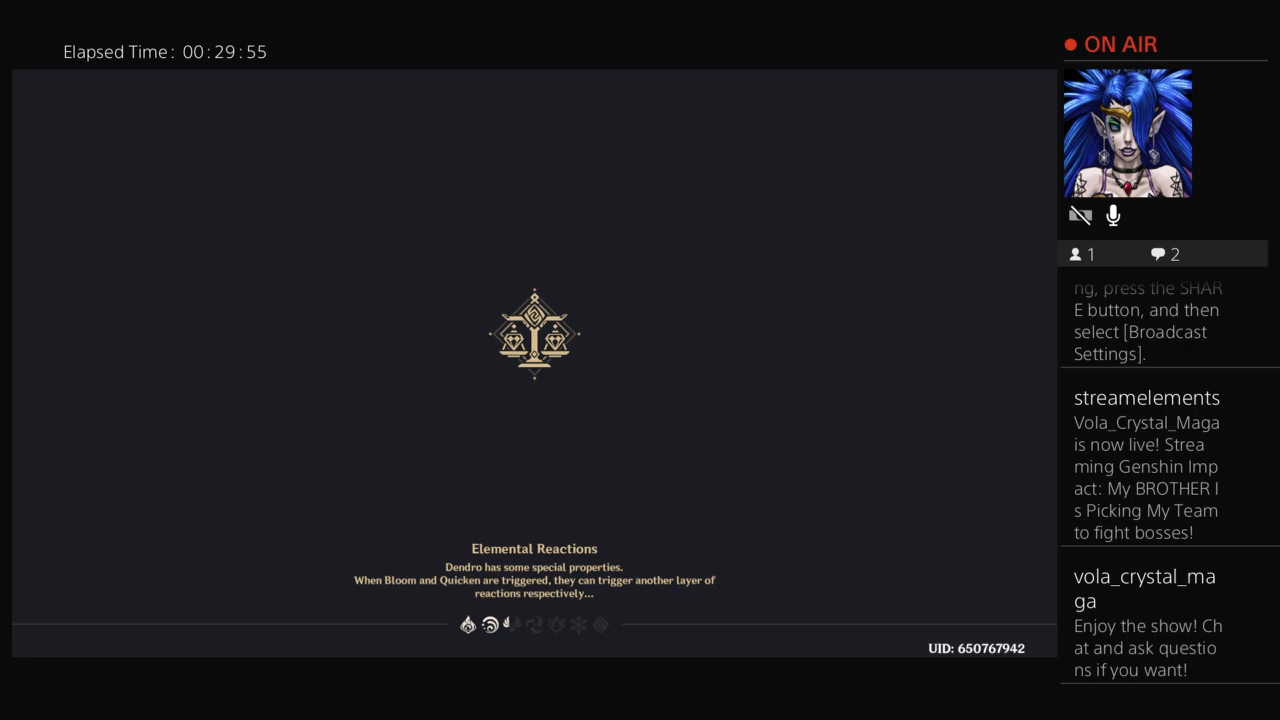 Elapsed Time: 00:29:55
ON AIR
1
2
ng, press the SHAR
E button, and then
select [Broadcast
Settings].
streamelements
Vola_Crystal_Maga
is now live! Strea
ming Genshin Imp
act: My BROTHER I
s Picking My Team
to fight bosses!
vola_crystal_ma
ga
Enjoy the show! Ch
at and ask questio
ns if you want!
Elemental Reactions
Dendro has some special properties.
When Bloom and Quicken are triggered, they can trigger another layer of
reactions respectively...
UID: 650767942